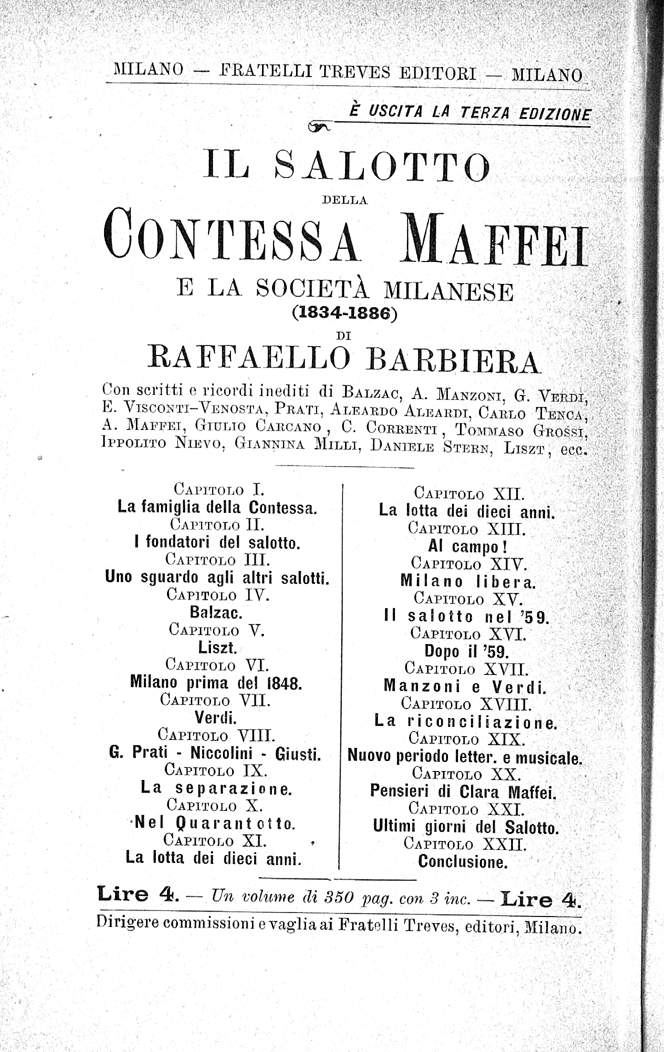 MILANO — FRATELLI TREVES EDITORI — MILANO
È USCITA LA TERZA EDIZIONE
IL SALOTTO
DELLA
CONTESSA MAFFEI
E LA SOCIETÀ MILANESE
(1834-1886)
DI
RAFFAELLO BARBIERA
Con scritti e ricordi inediti di BALZAC, A. MANZONI, G. VERDI,
E. VISCONTI-VENOSTA, PRATI, ALEARDO ALEARDI, CARLO TENCA,
A. MAFFEI, GIULIO CARCANO, C. CORRENTI, TOMMASO GROSSI,
IPPOLITO NIEVO, GIANNINA MILLI, DANIELE STERN, LISZT, ecc.
CAPITOLO I.
La famiglia della Contessa.
CAPITOLO II.
I fondatori del salotto.
CAPITOLO III.
Uno sguardo agli altri salotti.
CAPITOLO IV.
Balzac.
CAPITOLO V.
Liszt.
CAPITOLO VI.
Milano prima del 1848.
CAPITOLO VII.
Verdi.
CAPITOLO VIII.
G. Prati - Niccolini - Giusti.
CAPITOLO IX.
La separazione.
CAPITOLO X.
Nel Quarantotto.
CAPITOLO XI.
La lotta dei dieci anni.
CAPITOLO XII.
La lotta dei dieci anni.
CAPITOLO XIII.
Al campo!
CAPITOLO XIV.
Milano libera.
CAPITOLO XV.
Il salotto nel '59.
CAPITOLO XVI.
Dopo il '59.
CAPITOLO XVII.
Manzoni e Verdi.
CAPITOLO XVIII.
La riconciliazione.
CAPITOLO XIX.
Nuovo periodo letter. e musicale.
CAPITOLO XX.
Pensieri di Clara Maffei.
CAPITOLO XXI.
Ultimi giorni del Salotto.
CAPITOLO XXII.
Conclusione.
Lire 4. — Un volume di 350 pag. con 3 inc. — Lire 4.
Dirigere commissioni e vaglia ai Fratelli Treves, editori, Milano.